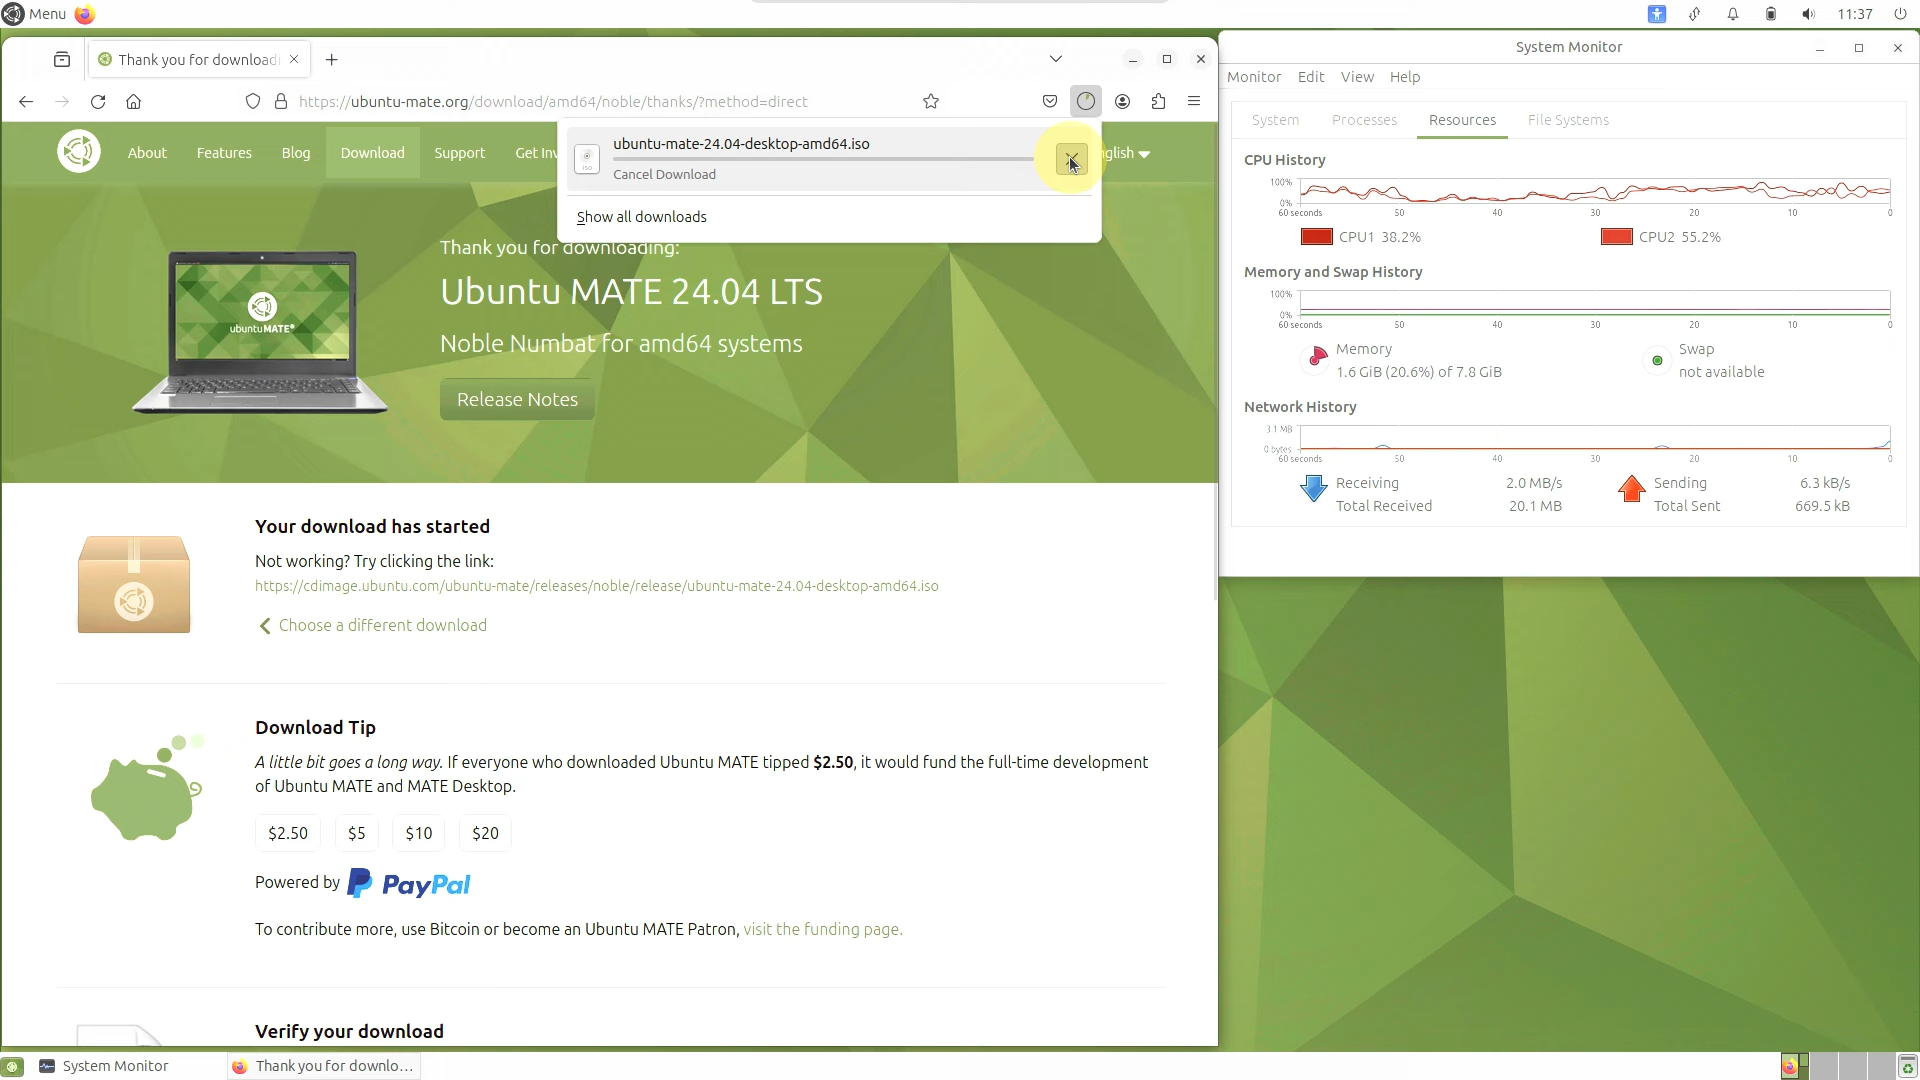 Menu
11:37
Thank you for download
https://ubuntu-mate.org/download/amd64/noble/thanks/?method=direct
About
Features
Blog
Download
Support
Get Inv
glish
ubuntu-mate-24.04-desktop-amd64.iso
Cancel Download
Show all downloads
Thank you for downloading:
Ubuntu MATE 24.04 LTS
Noble Numbat for amd64 systems
Release Notes
ubuntu MATE
Your download has started
Not working? Try clicking the link:
https://cdimage.ubuntu.com/ubuntu-mate/releases/noble/release/ubuntu-mate-24.04-desktop-amd64.iso
Choose a different download
Download Tip
A little bit goes a long way. If everyone who downloaded Ubuntu MATE tipped $2.50, it would fund the full-time development
of Ubuntu MATE and MATE Desktop.
$2.50
$5
$10
$20
Powered by PayPal
To contribute more, use Bitcoin or become an Ubuntu MATE Patron, visit the funding page.
Verify your download
System Monitor
Monitor Edit View Help
System Processes Resources File Systems
CPU History
100%
0%
60 seconds 50 40 30 20 10 0
CPU1 38.2% CPU2 55.2%
Memory and Swap History
100%
0%
60 seconds 50 40 30 20 10 0
Memory
1.6 GiB (20.6%) of 7.8 GiB
Swap
not available
Network History
3.1 MB
0 bytes
60 seconds 50 40 30 20 10 0
Receiving 2.0 MB/s
Total Received 20.1 MB
Sending 6.3 kB/s
Total Sent 669.5 kB
System Monitor
Thank you for downlo...